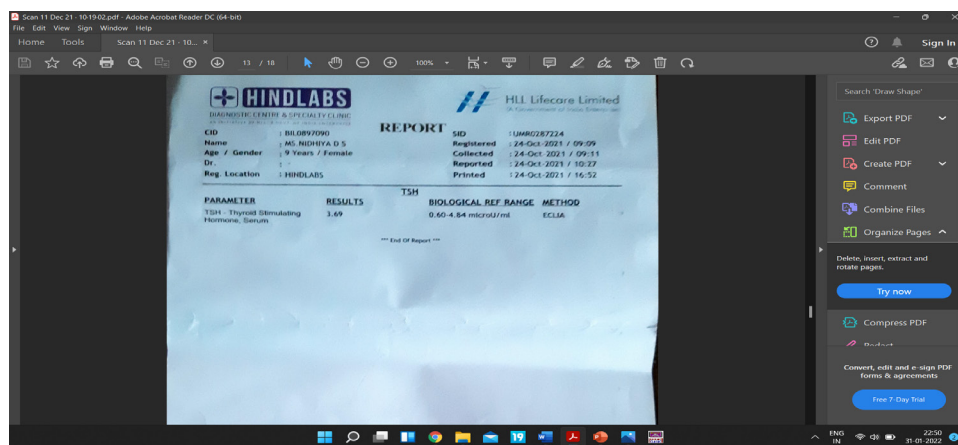 Scan 11 Dec 21 - 10-19-02.pdf - Adobe Acrobat Reader DC (64-bit)
File Edit View Sign Window Help
Home Tools Scan 11 Dec 21 - 10... × Sign In
13 / 18 100%
HINDLABS
DIAGNOSTIC CENTRE & SPECIALTY CLINIC
HLL Lifecare Limited
(A Government of India Enterprise)
REPORT
CID : BIL0897090 SID : UMR0287224
Name : MS.NIDHIYA D S Registered : 24-Oct-2021 / 09:09
Age / Gender : 9 Years / Female Collected : 24-Oct-2021 / 09:11
Dr. : - Reported : 24-Oct-2021 / 10:27
Reg. Location : HINDLABS Printed : 24-Oct-2021 / 16:52
TSH
PARAMETER RESULTS BIOLOGICAL REF RANGE METHOD
TSH - Thyroid Stimulating 3.69 0.60-4.84 microU/ml ECLIA
Hormone, Serum
*** End Of Report ***
Search 'Draw Shape'
Export PDF
Edit PDF
Create PDF
Comment
Combine Files
Organize Pages
Delete, insert, extract and
rotate pages.
Try now
Compress PDF
Redact
Convert, edit and e-sign PDF
forms & agreements
Free 7-Day Trial
19
ENG
IN
22:50
31-01-2022